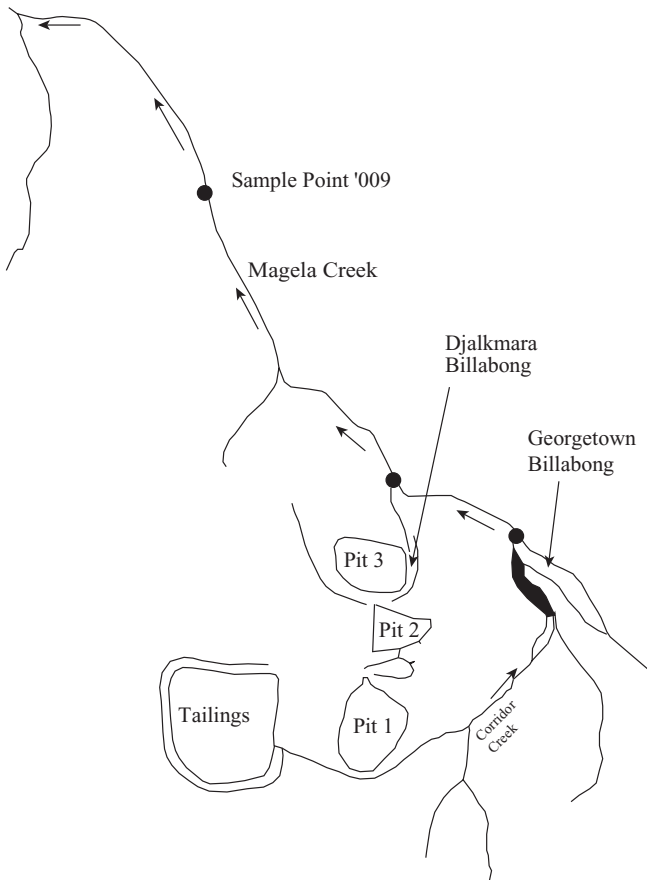 Sample Point '009
Magela Creek
Djalkmara
Billabong
Georgetown
Billabong
Pit 3
Pit 2
Tailings
Pit 1
Corridor
Creek